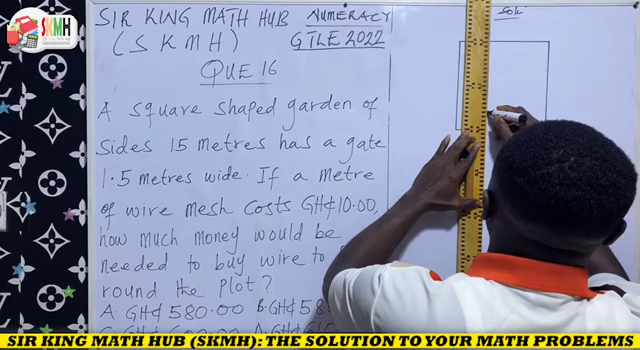 SKMH
SIR KING MATH HUB NUMERACY
(SKMH) GTLE 2022
QUE 16
Soln
A square shaped garden of
sides 15 metres has a gate
1.5 metres wide. If a metre
of wire mesh costs GH₵10.00,
how much money would be
needed to buy wire to
round the plot?
A. GH₵580.00 B. GH₵58
SIR KING MATH HUB (SKMH): THE SOLUTION TO YOUR MATH PROBLEMS